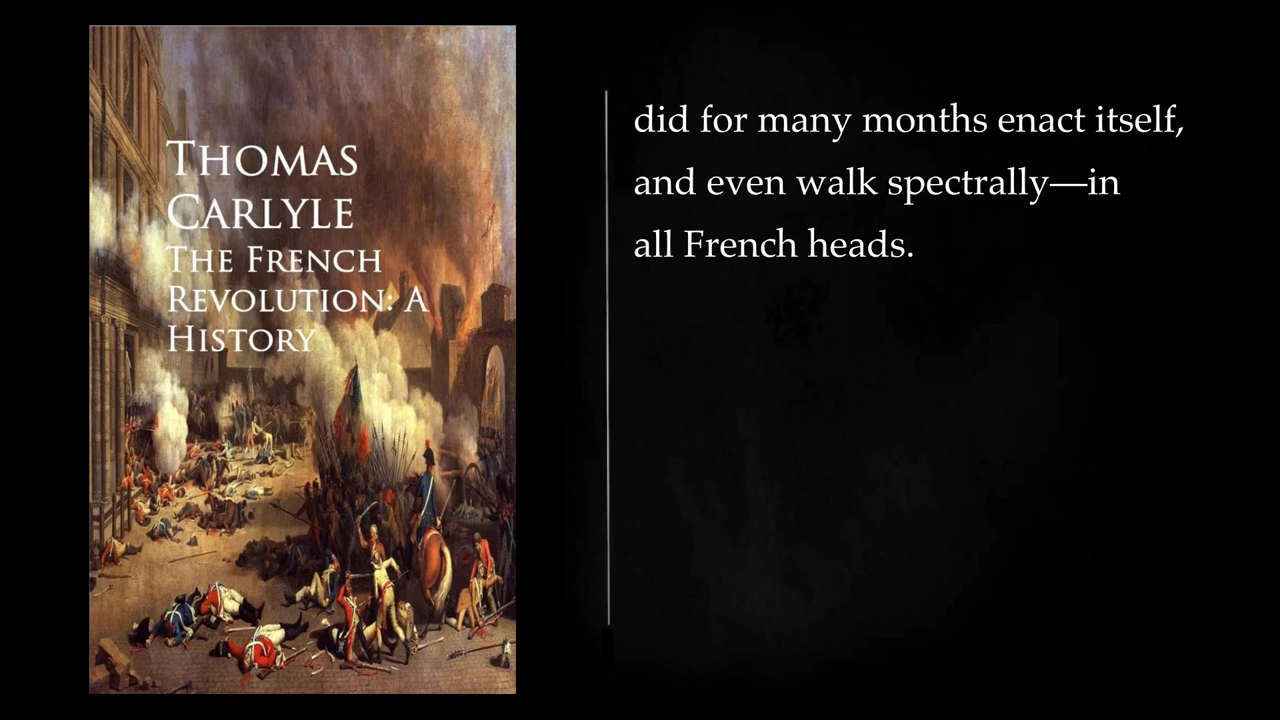 THOMAS
CARLYLE
THE FRENCH
REVOLUTION: A
HISTORY
did for many months enact itself,
and even walk spectrally—in
all French heads.